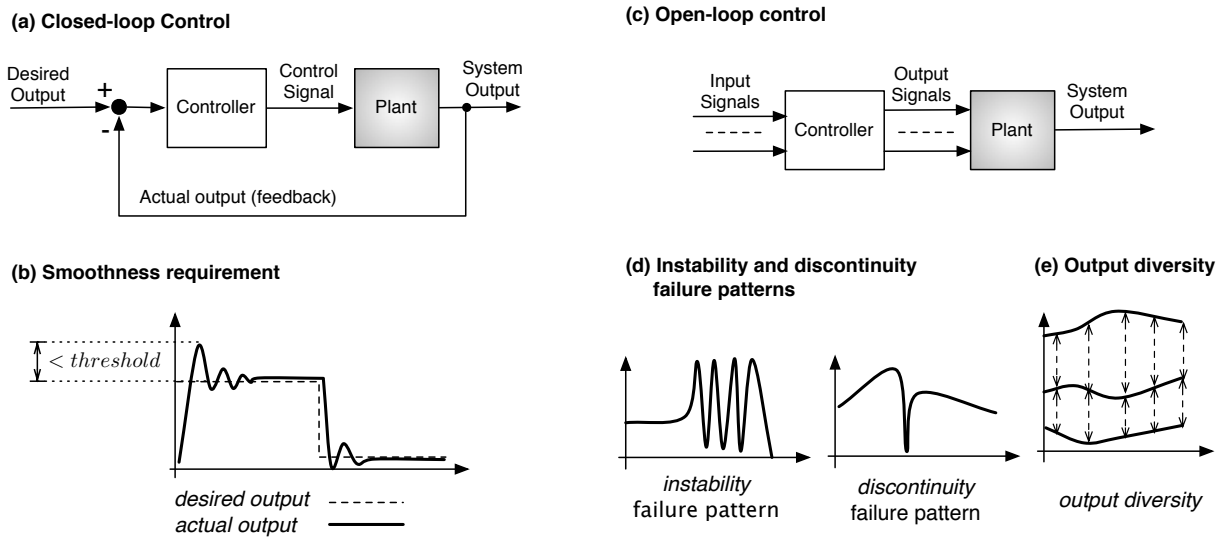 (a) Closed-loop Control
Desired
Output
+
-
Controller
Control
Signal
Plant
System
Output
Actual output (feedback)
(b) Smoothness requirement
< threshold
desired output
actual output
(c) Open-loop control
Input
Signals
Controller
Output
Signals
Plant
System
Output
(d) Instability and discontinuity
failure patterns
instability
failure pattern
discontinuity
failure pattern
(e) Output diversity
output diversity